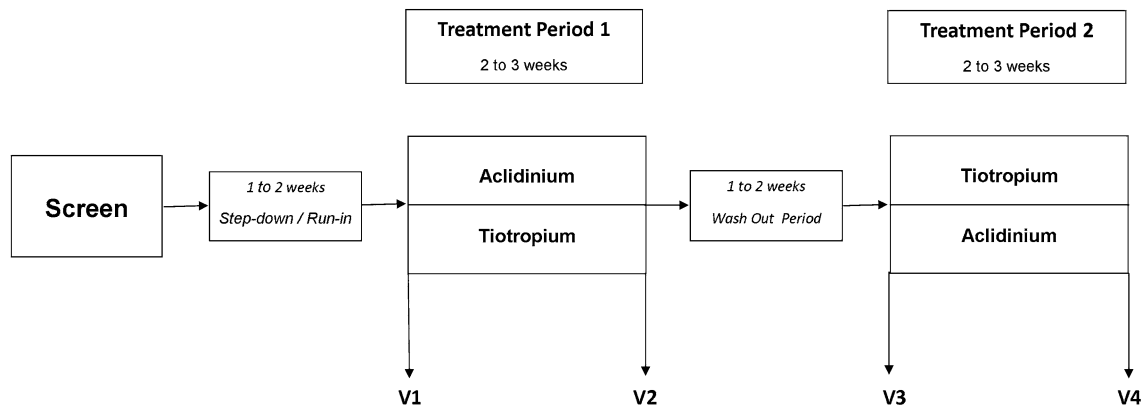 Treatment Period 1
2 to 3 weeks
Treatment Period 2
2 to 3 weeks
Screen
1 to 2 weeks
Step-down / Run-in
Aclidinium
Tiotropium
1 to 2 weeks
Wash Out Period
Tiotropium
Aclidinium
V1
V2
V3
V4